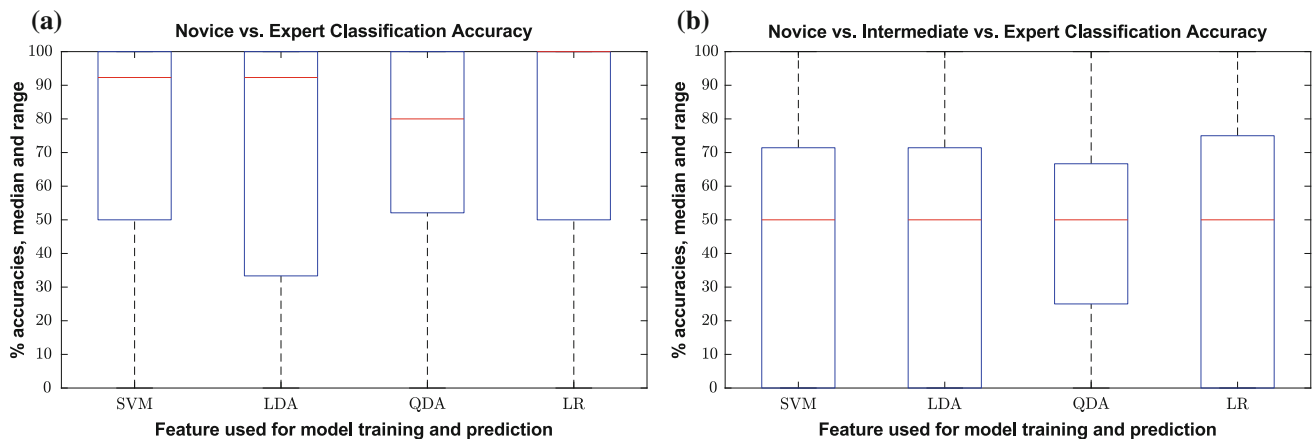 (a)
Novice vs. Expert Classification Accuracy
% accuracies, median and range
100
90
80
70
60
50
40
30
20
10
0
SVM LDA QDA LR
Feature used for model training and prediction
(b)
Novice vs. Intermediate vs. Expert Classification Accuracy
% accuracies, median and range
100
90
80
70
60
50
40
30
20
10
0
SVM LDA QDA LR
Feature used for model training and prediction